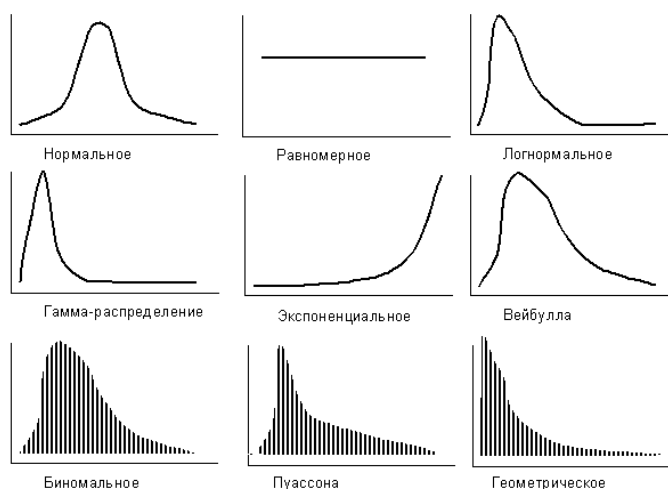 Нормальное
Равномерное
Логнормальное
Гамма-распределение
Экспоненциальное
Вейбулла
Биномальное
Пуассона
Геометрическое